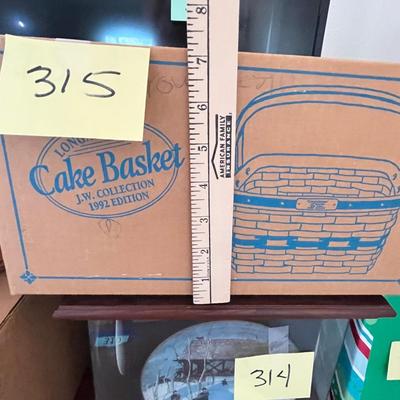 315
LONG
Cake Basket
J.W. COLLECTION
1992 EDITION
8
7
6
5
4
3
2
1
AMERICAN FAMILY
INSURANCE
314